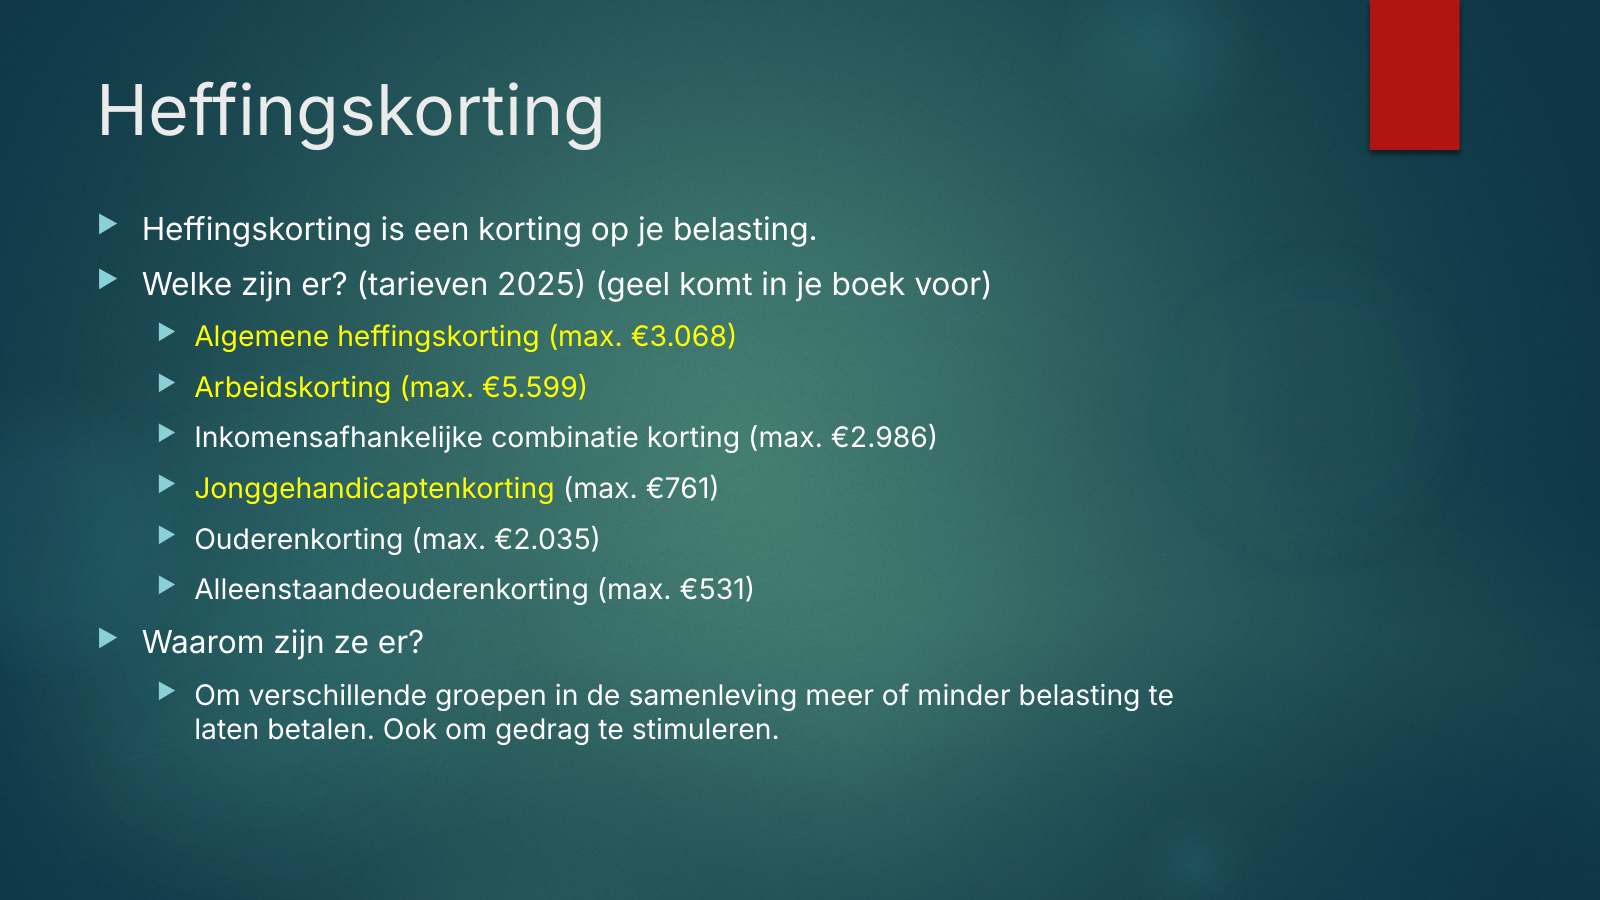 Heffingskorting
Heffingskorting is een korting op je belasting.
Welke zijn er? (tarieven 2025) (geel komt in je boek voor)
Algemene heffingskorting (max. €3.068)
Arbeidskorting (max. €5.599)
Inkomensafhankelijke combinatie korting (max. €2.986)
Jonggehandicaptenkorting (max. €761)
Ouderenkorting (max. €2.035)
Alleenstaandeouderenkorting (max. €531)
Waarom zijn ze er?
Om verschillende groepen in de samenleving meer of minder belasting te
laten betalen. Ook om gedrag te stimuleren.